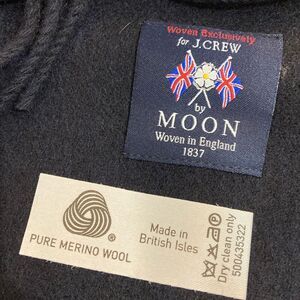 Woven Exclusively
for J.CREW
by
MOON
Woven in England
1837
PURE MERINO WOOL
Made in
British Isles
Dry clean only
500435322